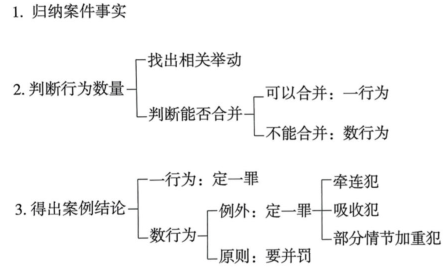 1. 归纳案件事实
找出相关举动
2. 判断行为数量
可以合并：一行为
判断能否合并
不能合并：数行为
一行为：定一罪
牵连犯
3. 得出案例结论
例外：定一罪
吸收犯
数行为
部分情节加重犯
原则：要并罚